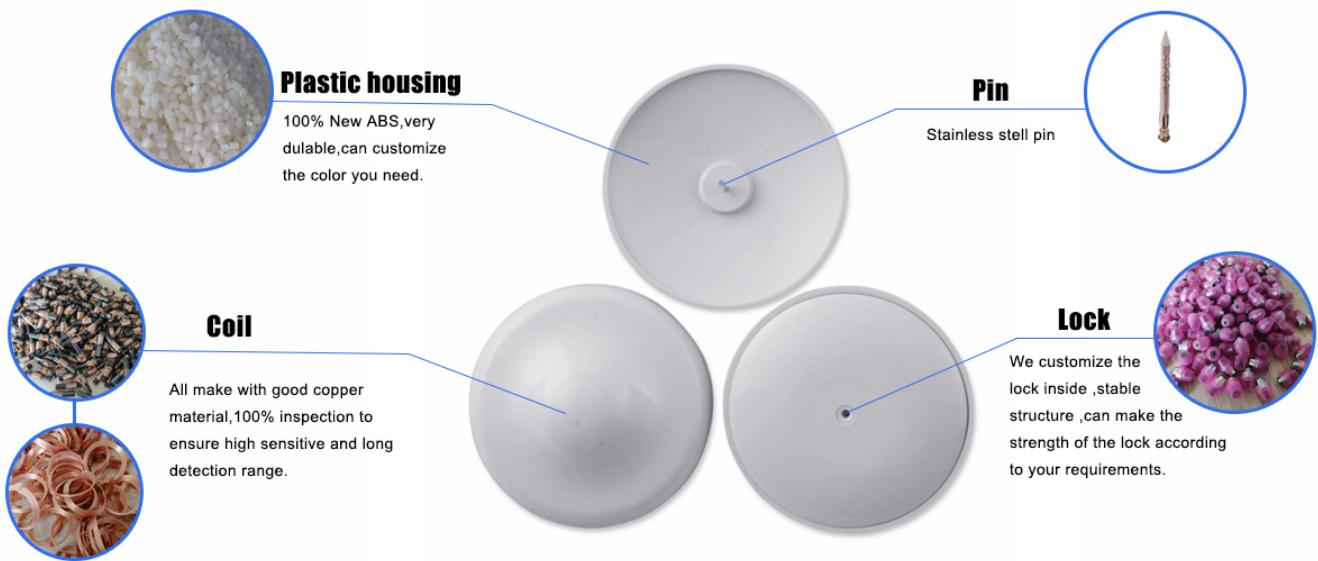 Plastic housing
100% New ABS,very
dulable,can customize
the color you need.
Pin
Stainless stell pin
Coil
All make with good copper
material,100% inspection to
ensure high sensitive and long
detection range.
Lock
We customize the
lock inside ,stable
structure ,can make the
strength of the lock according
to your requirements.